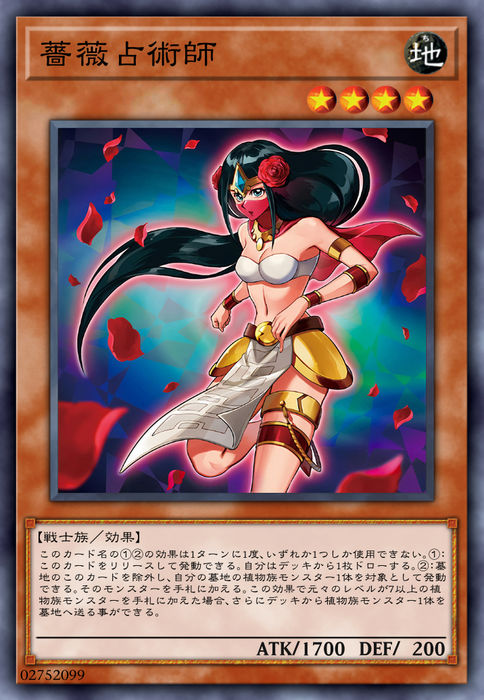 薔薇占術師
ち
地
【戦士族／効果】
このカード名の①②の効果は1ターンに1度、いずれか1つしか使用できない。①：
このカードをリリースして発動できる。自分はデッキから1枚ドローする。②：墓
地のこのカードを除外し、自分の墓地の植物族モンスター1体を対象として発動
できる。そのモンスターを手札に加える。この効果で元々のレベルが7以上の植
物族モンスターを手札に加えた場合、さらにデッキから植物族モンスター1体を
墓地へ送る事ができる。
ATK/1700 DEF/ 200
02752099